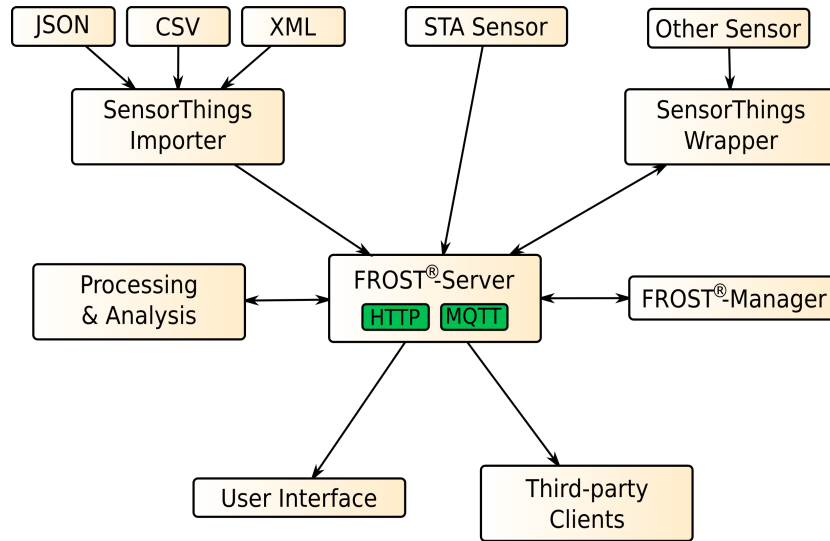 JSON
CSV
XML
STA Sensor
Other Sensor
SensorThings
Importer
SensorThings
Wrapper
Processing
& Analysis
FROST®-Server
HTTP
MQTT
FROST®-Manager
User Interface
Third-party
Clients